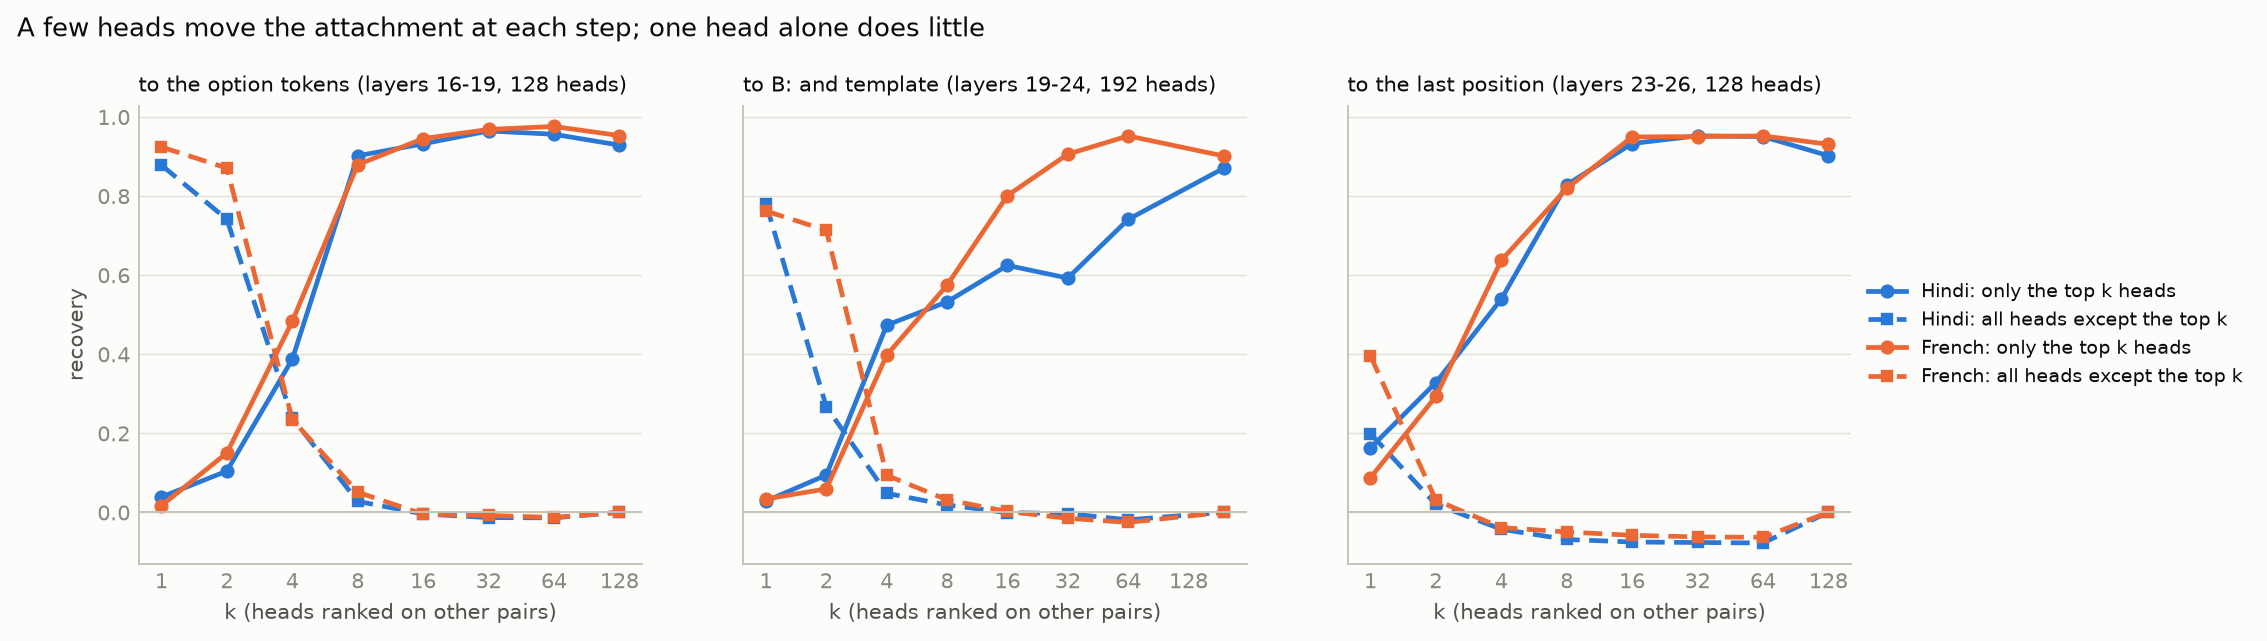 A few heads move the attachment at each step; one head alone does little
to the option tokens (layers 16-19, 128 heads)
to B: and template (layers 19-24, 192 heads)
to the last position (layers 23-26, 128 heads)
recovery
1.0
0.8
0.6
0.4
0.2
0.0
1 2 4 8 16 32 64 128
1 2 4 8 16 32 64 128
1 2 4 8 16 32 64 128
k (heads ranked on other pairs)
k (heads ranked on other pairs)
k (heads ranked on other pairs)
Hindi: only the top k heads
Hindi: all heads except the top k
French: only the top k heads
French: all heads except the top k